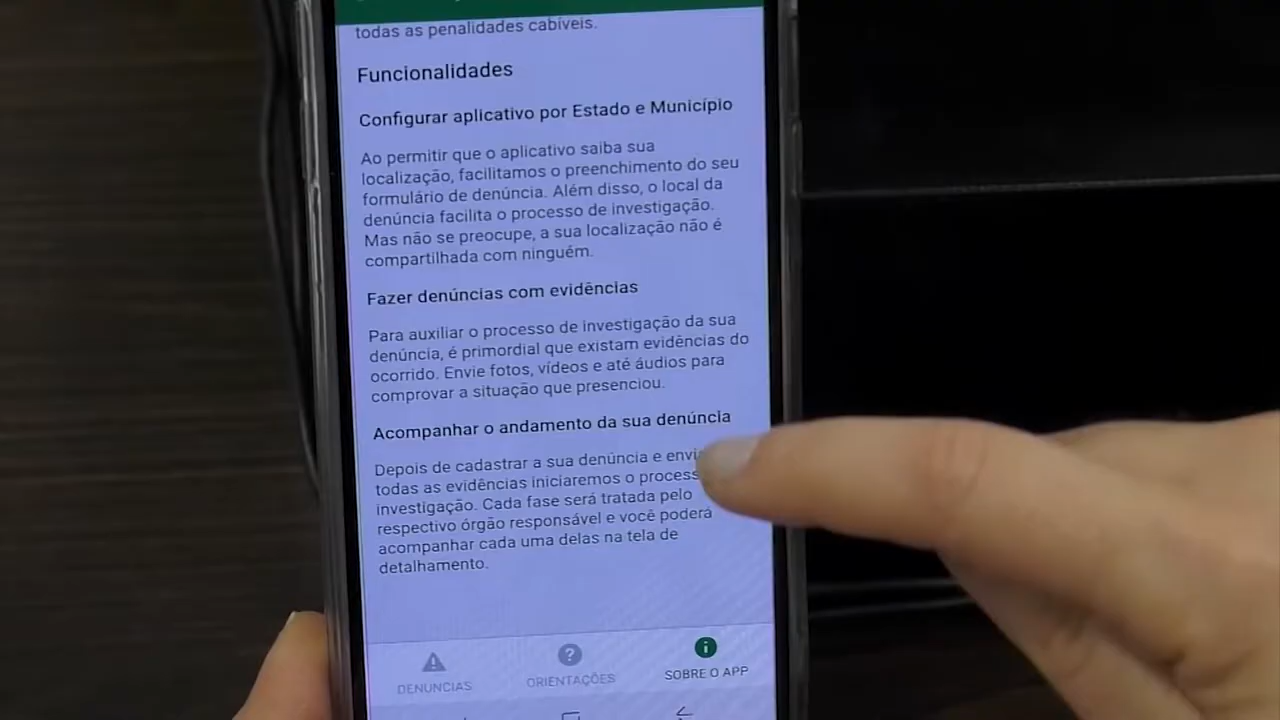 todas as penalidades cabíveis.
Funcionalidades
Configurar aplicativo por Estado e Município
Ao permitir que o aplicativo saiba sua
localização, facilitamos o preenchimento do seu
formulário de denúncia. Além disso, o local da
denúncia facilita o processo de investigação.
Mas não se preocupe, a sua localização não é
compartilhada com ninguém.
Fazer denúncias com evidências
Para auxiliar o processo de investigação da sua
denúncia, é primordial que existam evidências do
ocorrido. Envie fotos, vídeos e até áudios para
comprovar a situação que presenciou.
Acompanhar o andamento da sua denúncia
Depois de cadastrar a sua denúncia e
todas as evidências iniciaremos o
investigação. Cada fase será tratada pelo
respectivo órgão responsável e você poderá
acompanhar cada uma delas na tela de
detalhamento.
DENUNCIAS
ORIENTAÇÕES
SOBRE O APP